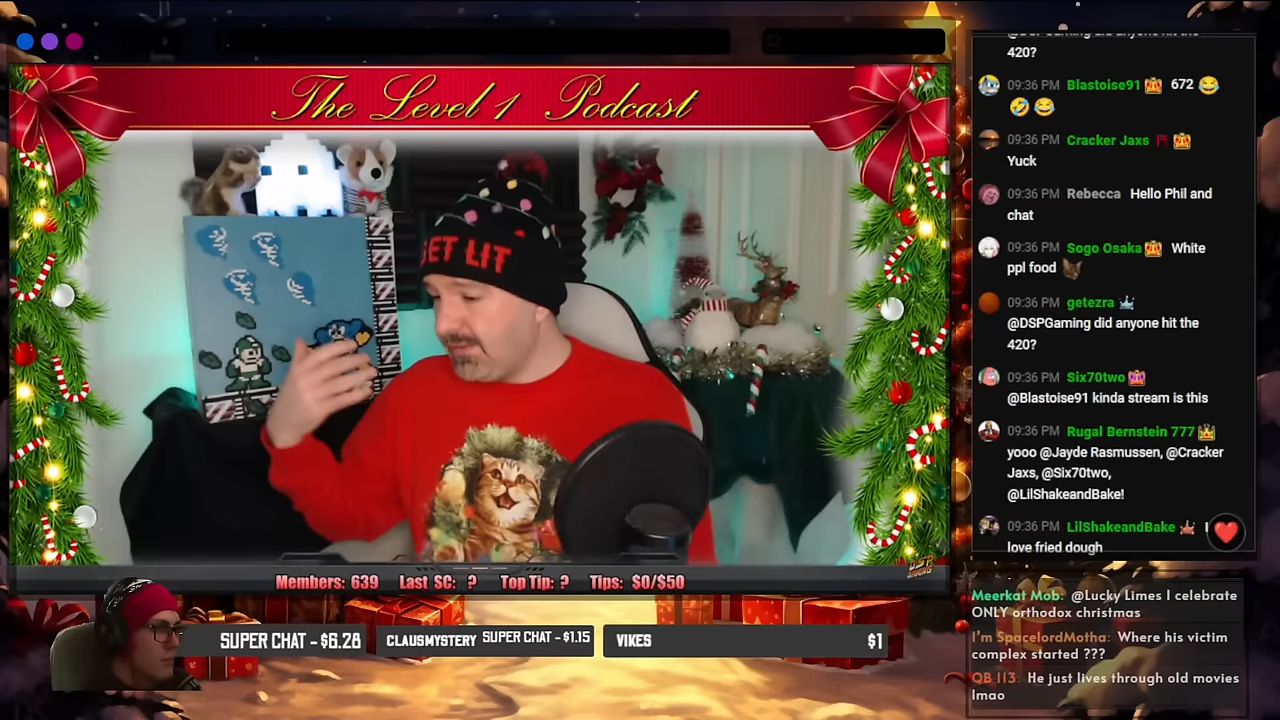 The Level 1 Podcast
GET LIT
Members: 639 Last SC: ? Top Tip: ? Tips: $0/$50
SUPER CHAT - $6.28
CLAUSMYSTERY SUPER CHAT - $1.15
VIKES $1
420?
09:36 PM Blastoise91 672 😂
🤣 😂
09:36 PM Cracker Jaxs
Yuck
09:36 PM Rebecca Hello Phil and
chat
09:36 PM Sogo Osaka White
ppl food
09:36 PM getezra
@DSPGaming did anyone hit the
420?
09:36 PM Six70two
@Blastoise91 kinda stream is this
09:36 PM Rugal Bernstein 777
yooo @Jayde Rasmussen, @Cracker
Jaxs, @Six70two,
@LilShakeandBake!
09:36 PM LilShakeandBake I
love fried dough
Meerkat Mob: @Lucky Limes I celebrate
ONLY orthodox christmas
I'm SpacelordMotha: Where his victim
complex started ???
QB 113: He just lives through old movies
lmao